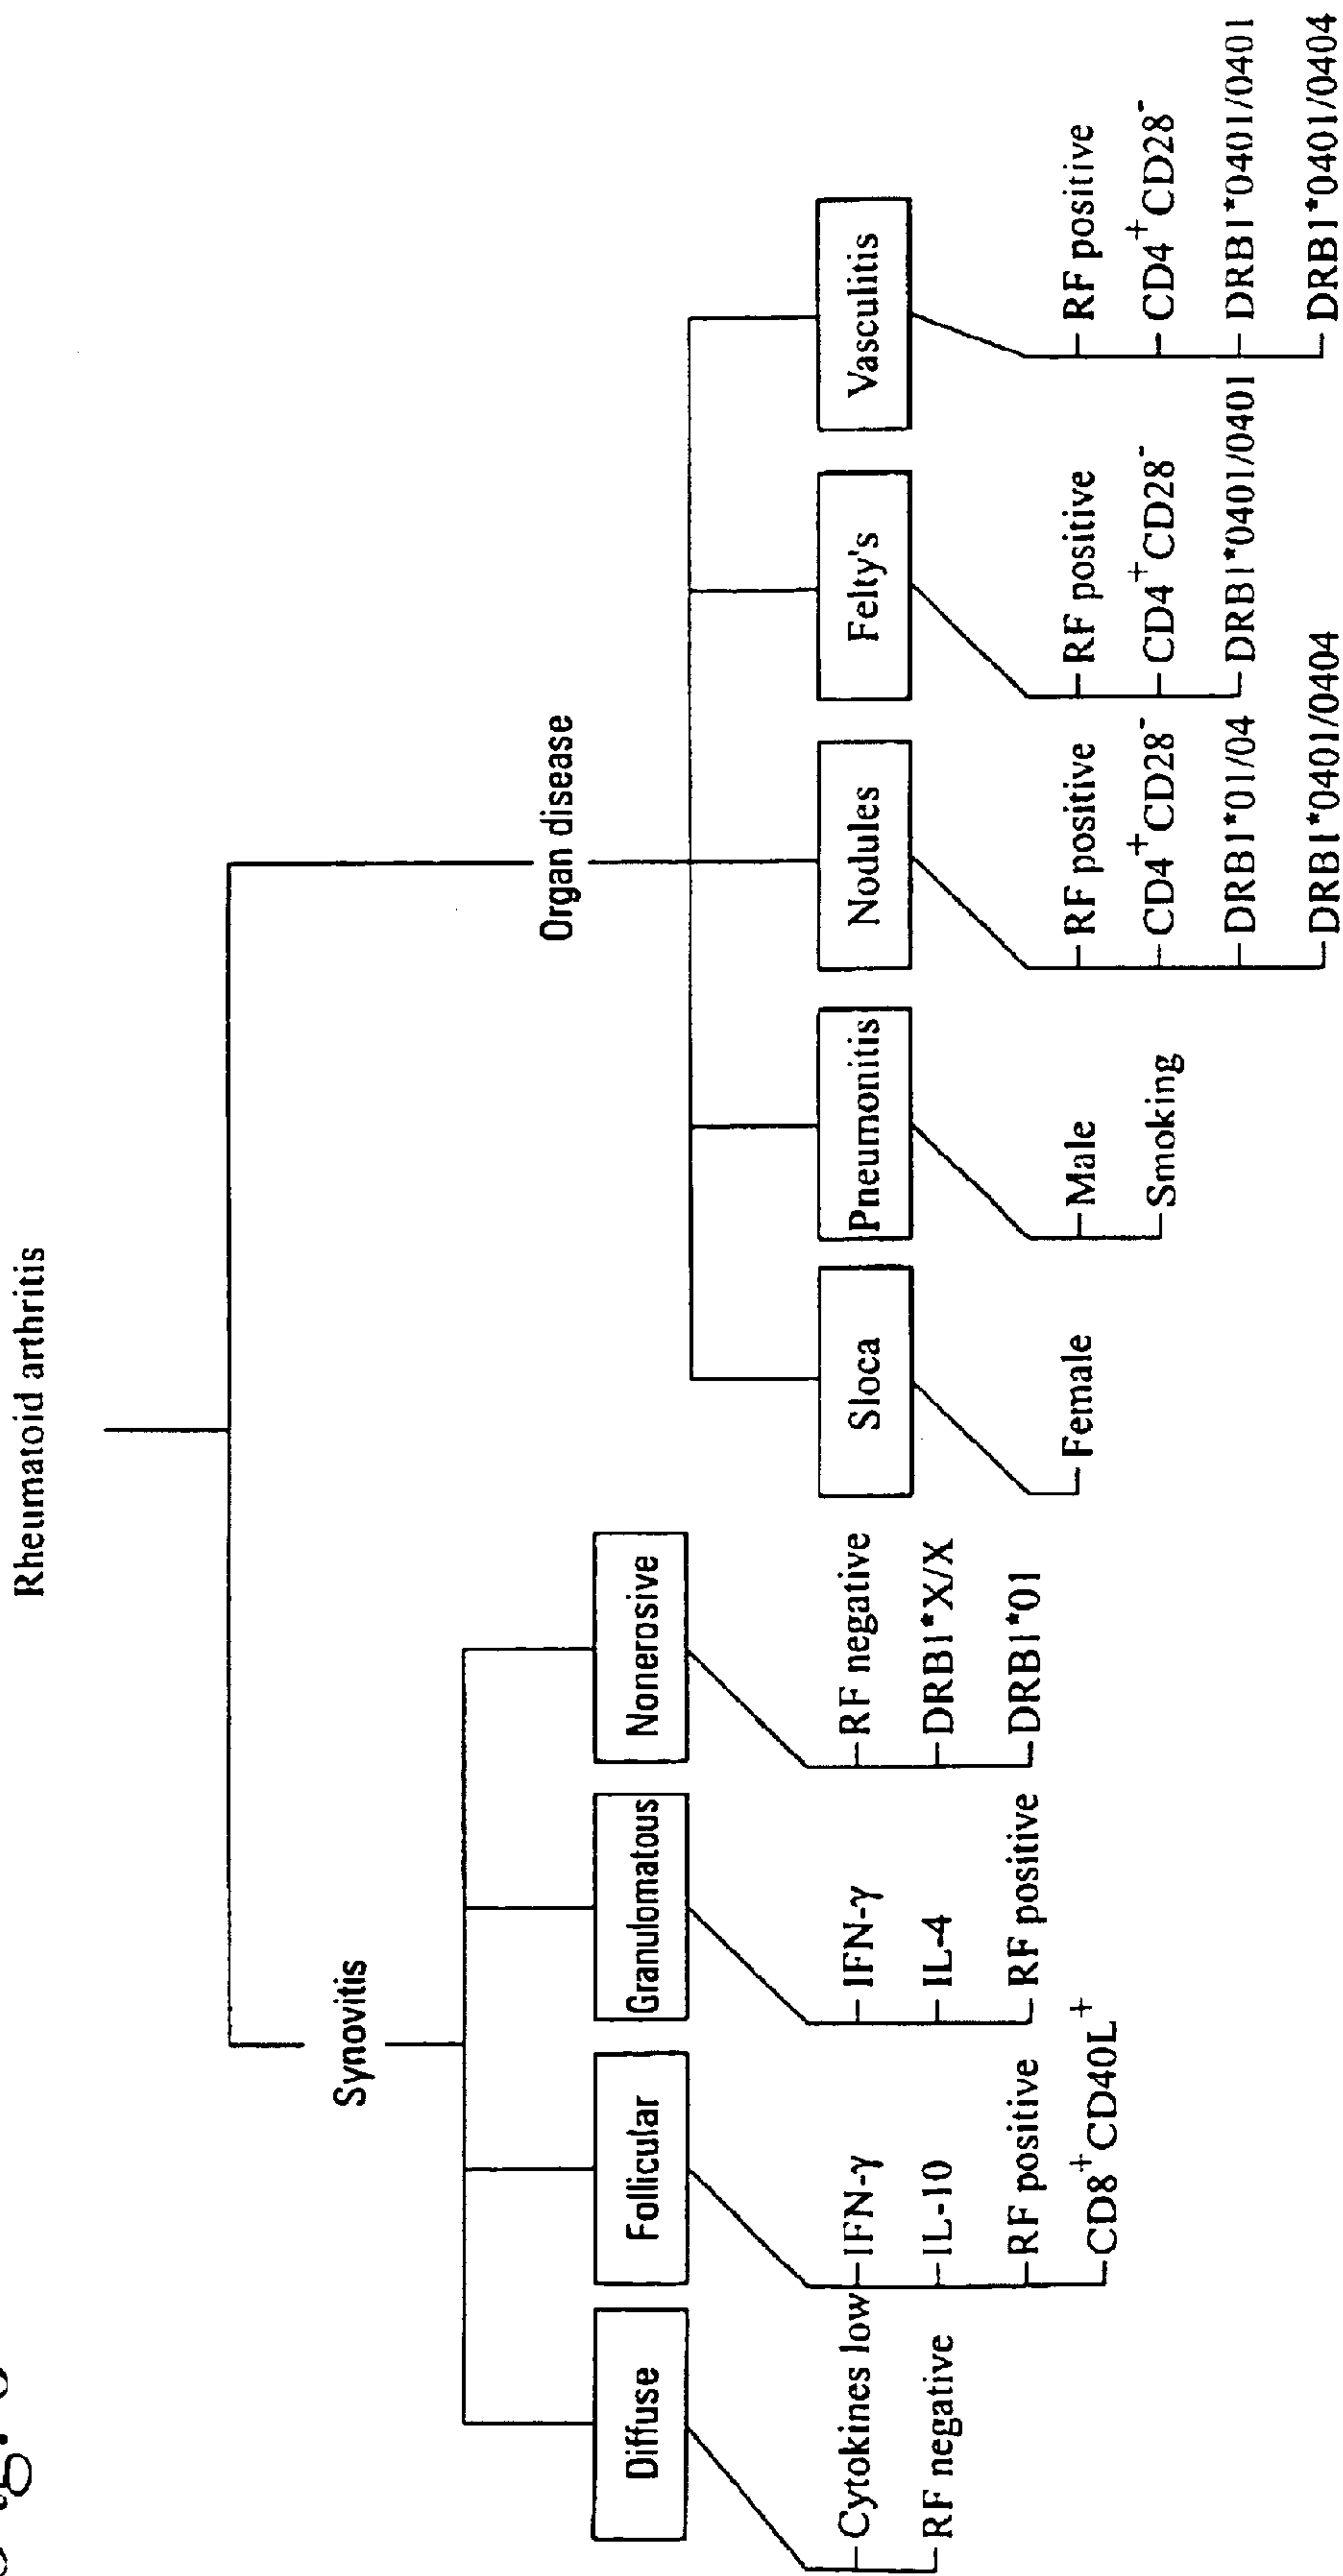 Rheumatoid arthritis
Synovitis
Organ disease
Diffuse
Cytokines low
RF negative
Follicular
IFN-γ
IL-10
RF positive
CD8⁺CD40L⁺
Granulomatous
IFN-γ
IL-4
RF positive
Nonerosive
RF negative
DRB1*X/X
DRB1*01
Sloca
Female
Pneumonitis
Male
Smoking
Nodules
RF positive
CD4⁺CD28⁻
DRB1*01/04
DRB1*0401/0404
Felty's
RF positive
CD4⁺CD28⁻
DRB1*0401/0401
Vasculitis
RF positive
CD4⁺CD28⁻
DRB1*0401/0401
DRB1*0401/0404